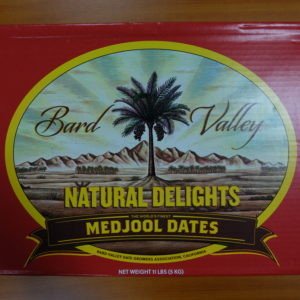 Bard Valley
NATURAL DELIGHTS
THE WORLD'S FINEST
MEDJOOL DATES
BARD VALLEY DATE GROWERS ASSOCIATION, CALIFORNIA
NET WEIGHT 11 LBS (5 KG)